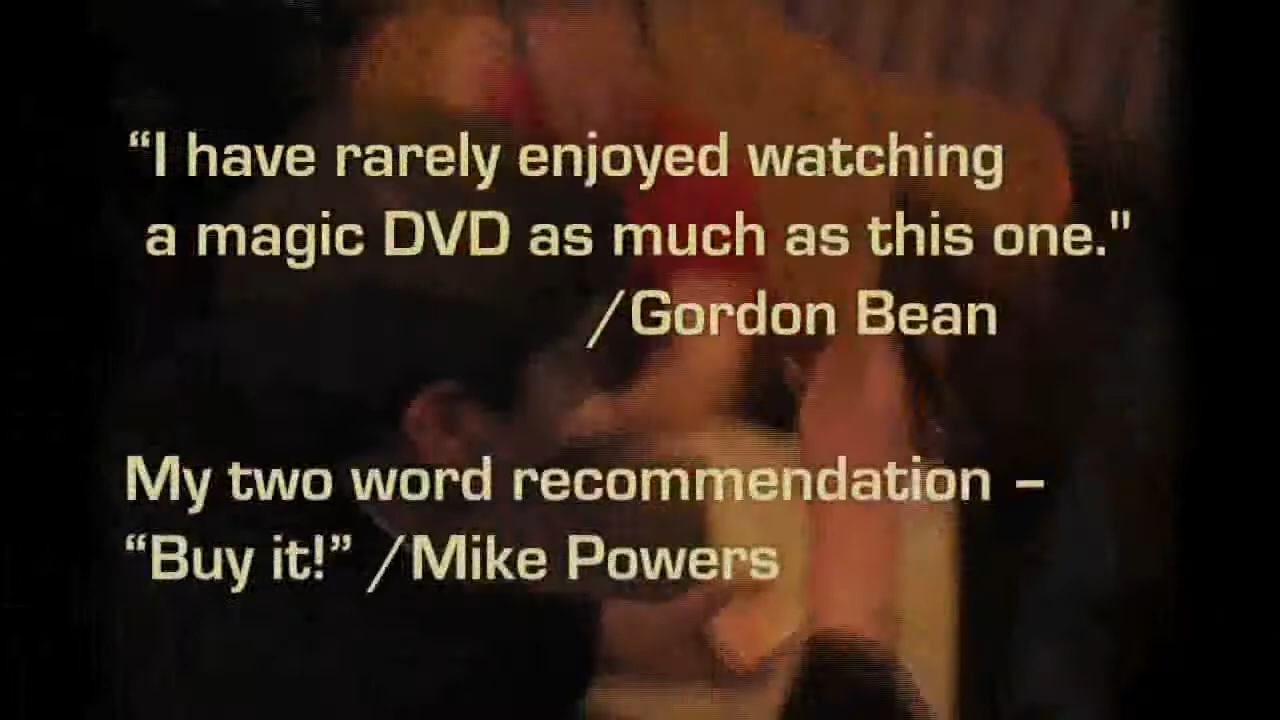 “I have rarely enjoyed watching
a magic DVD as much as this one."
/Gordon Bean
My two word recommendation –
“Buy it!” /Mike Powers